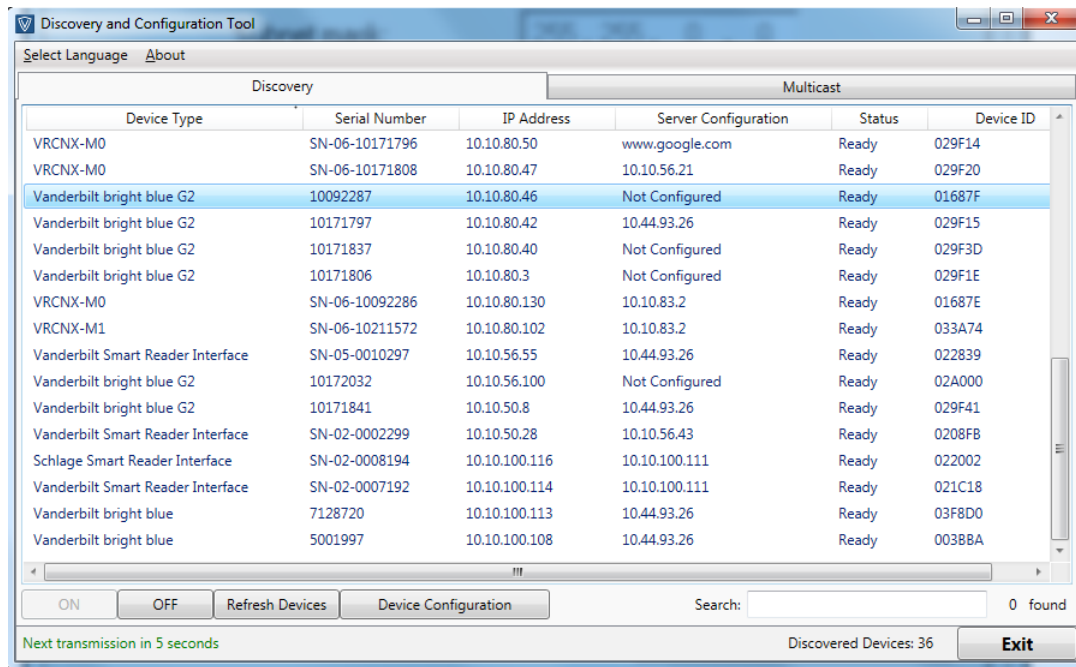 Discovery and Configuration Tool
Select Language About
Discovery Multicast
Device Type Serial Number IP Address Server Configuration Status Device ID
VRCNX-M0 SN-06-10171796 10.10.80.50 www.google.com Ready 029F14
VRCNX-M0 SN-06-10171808 10.10.80.47 10.10.56.21 Ready 029F20
Vanderbilt bright blue G2 10092287 10.10.80.46 Not Configured Ready 01687F
Vanderbilt bright blue G2 10171797 10.10.80.42 10.44.93.26 Ready 029F15
Vanderbilt bright blue G2 10171837 10.10.80.40 Not Configured Ready 029F3D
Vanderbilt bright blue G2 10171806 10.10.80.3 Not Configured Ready 029F1E
VRCNX-M0 SN-06-10092286 10.10.80.130 10.10.83.2 Ready 01687E
VRCNX-M1 SN-06-10211572 10.10.80.102 10.10.83.2 Ready 033A74
Vanderbilt Smart Reader Interface SN-05-0010297 10.10.56.55 10.44.93.26 Ready 022839
Vanderbilt bright blue G2 10172032 10.10.56.100 Not Configured Ready 02A000
Vanderbilt bright blue G2 10171841 10.10.50.8 10.44.93.26 Ready 029F41
Vanderbilt Smart Reader Interface SN-02-0002299 10.10.50.28 10.10.56.43 Ready 0208FB
Schlage Smart Reader Interface SN-02-0008194 10.10.100.116 10.10.100.111 Ready 022002
Vanderbilt Smart Reader Interface SN-02-0007192 10.10.100.114 10.10.100.111 Ready 021C18
Vanderbilt bright blue 7128720 10.10.100.113 10.44.93.26 Ready 03F8D0
Vanderbilt bright blue 5001997 10.10.100.108 10.44.93.26 Ready 003BBA
ON OFF Refresh Devices Device Configuration Search: 0 found
Next transmission in 5 seconds Discovered Devices: 36 Exit